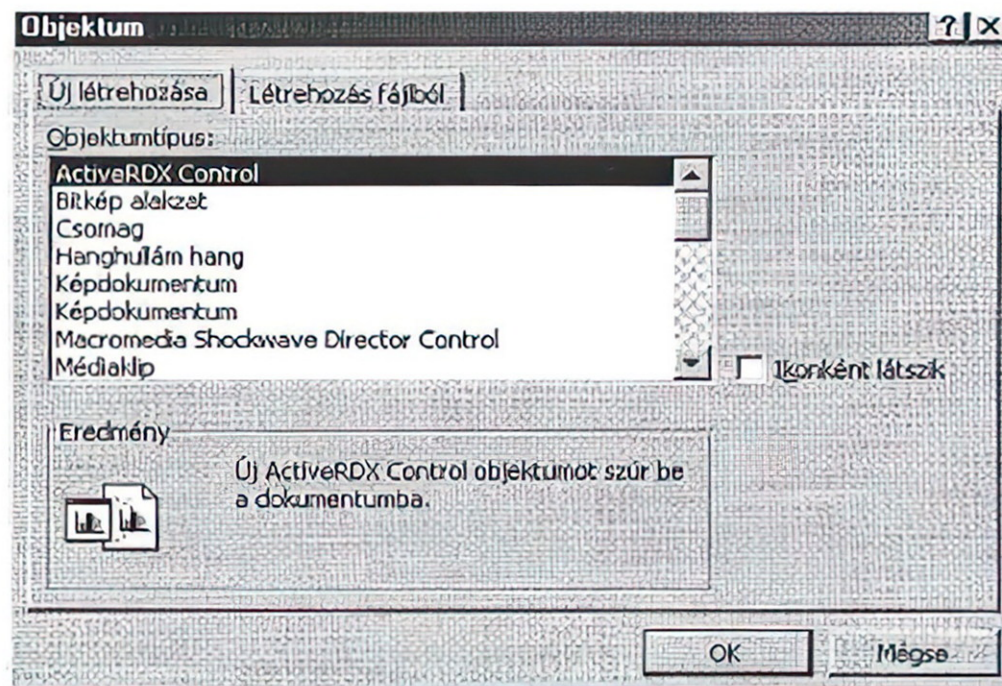 Objektum
Új létrehozása
Létrehozás fájlból
Objektumtípus:
ActiveRDX Control
Bitkép alakzat
Csomag
Hanghullám hang
Képdokumentum
Képdokumentum
Macromedia Shockwave Director Control
Médiaklip
Ikonként látszik
Eredmény
Új ActiveRDX Control objektumot szúr be
a dokumentumba.
OK
Mégse